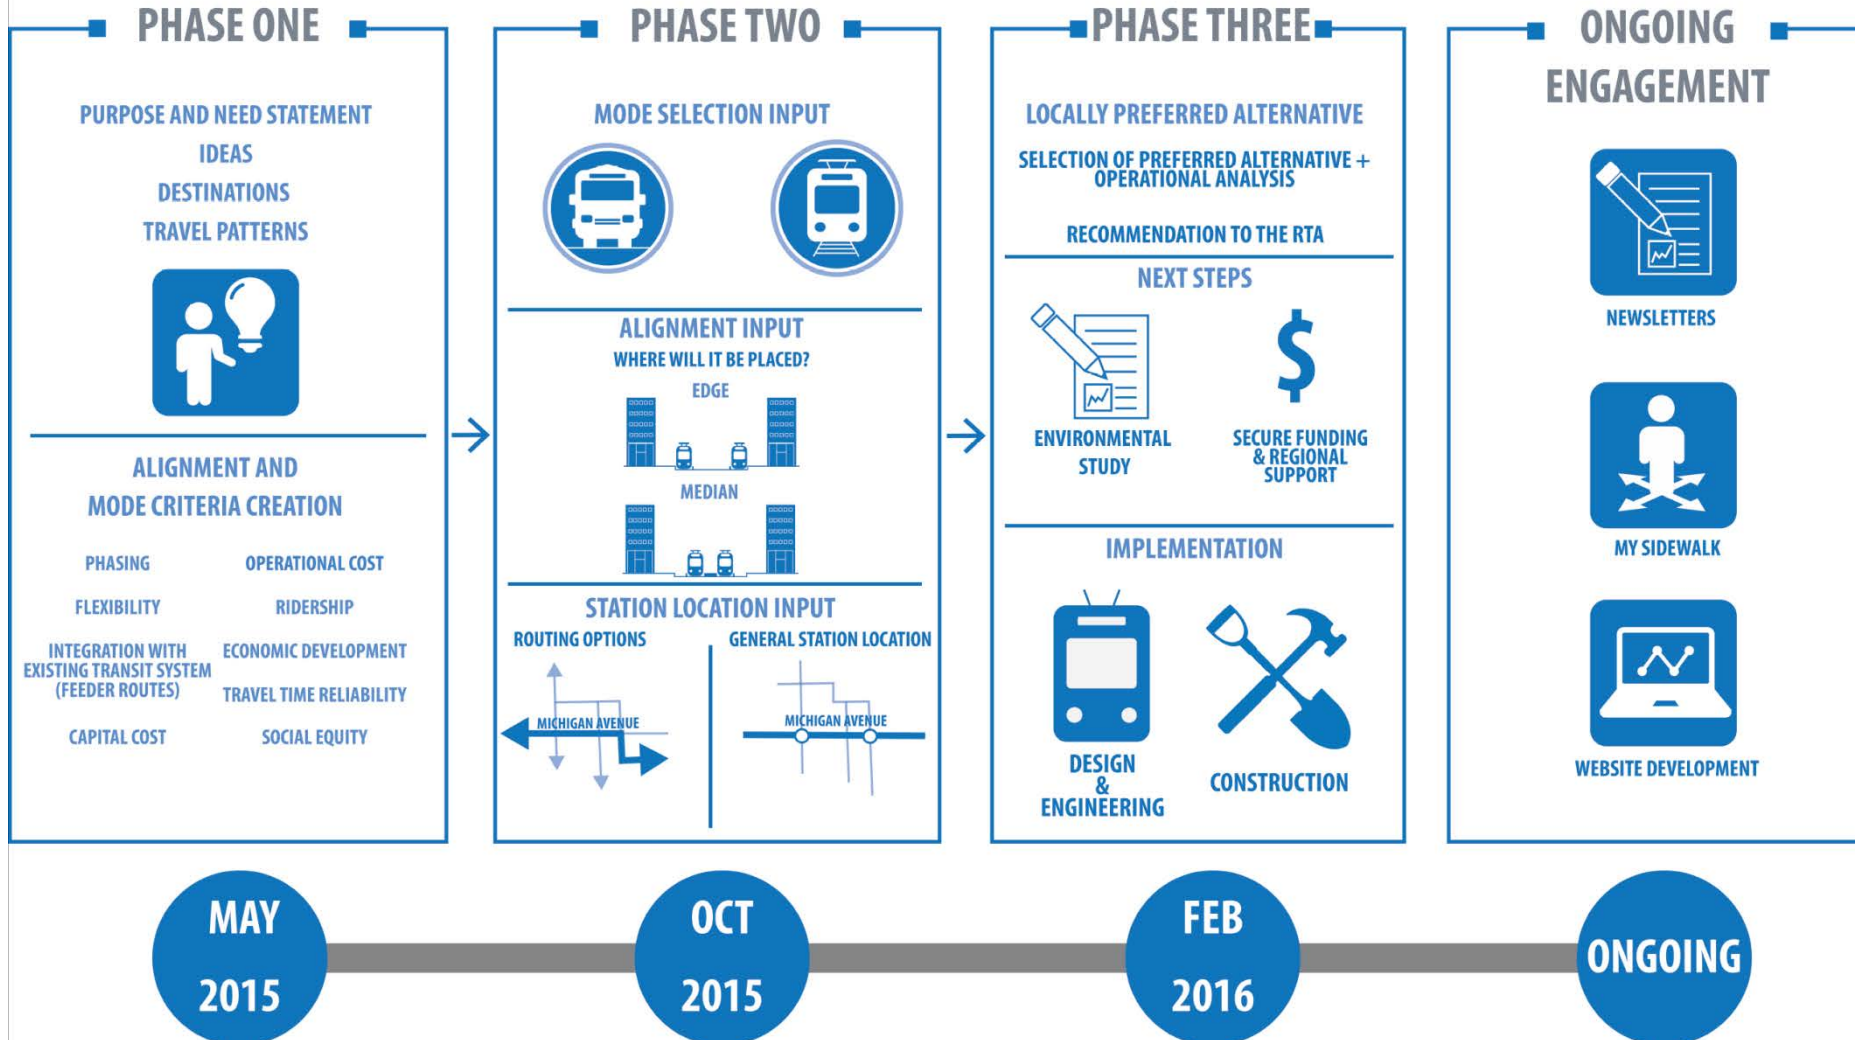 PHASE ONE
PURPOSE AND NEED STATEMENT
IDEAS
DESTINATIONS
TRAVEL PATTERNS
ALIGNMENT AND
MODE CRITERIA CREATION
PHASING
OPERATIONAL COST
FLEXIBILITY
RIDERSHIP
INTEGRATION WITH
EXISTING TRANSIT SYSTEM
(FEEDER ROUTES)
ECONOMIC DEVELOPMENT
TRAVEL TIME RELIABILITY
CAPITAL COST
SOCIAL EQUITY
PHASE TWO
MODE SELECTION INPUT
ALIGNMENT INPUT
WHERE WILL IT BE PLACED?
EDGE
MEDIAN
STATION LOCATION INPUT
ROUTING OPTIONS
MICHIGAN AVENUE
GENERAL STATION LOCATION
MICHIGAN AVENUE
PHASE THREE
LOCALLY PREFERRED ALTERNATIVE
SELECTION OF PREFERRED ALTERNATIVE +
OPERATIONAL ANALYSIS
RECOMMENDATION TO THE RTA
NEXT STEPS
$
ENVIRONMENTAL
STUDY
SECURE FUNDING
& REGIONAL
SUPPORT
IMPLEMENTATION
DESIGN
&
ENGINEERING
CONSTRUCTION
ONGOING
ENGAGEMENT
NEWSLETTERS
MY SIDEWALK
WEBSITE DEVELOPMENT
MAY
2015
OCT
2015
FEB
2016
ONGOING